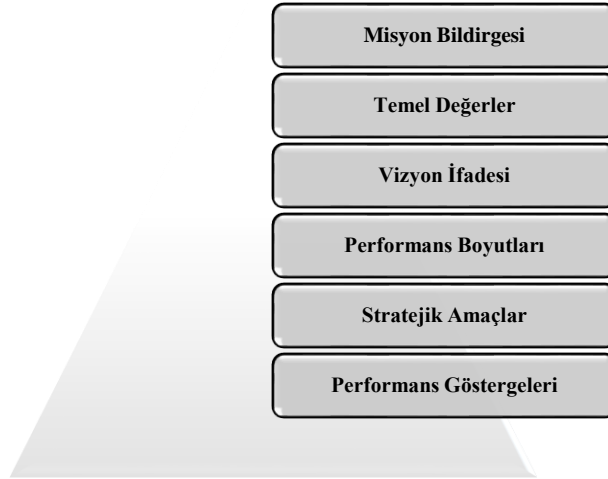 Misyon Bildirgesi
Temel Değerler
Vizyon İfadesi
Performans Boyutları
Stratejik Amaçlar
Performans Göstergeleri